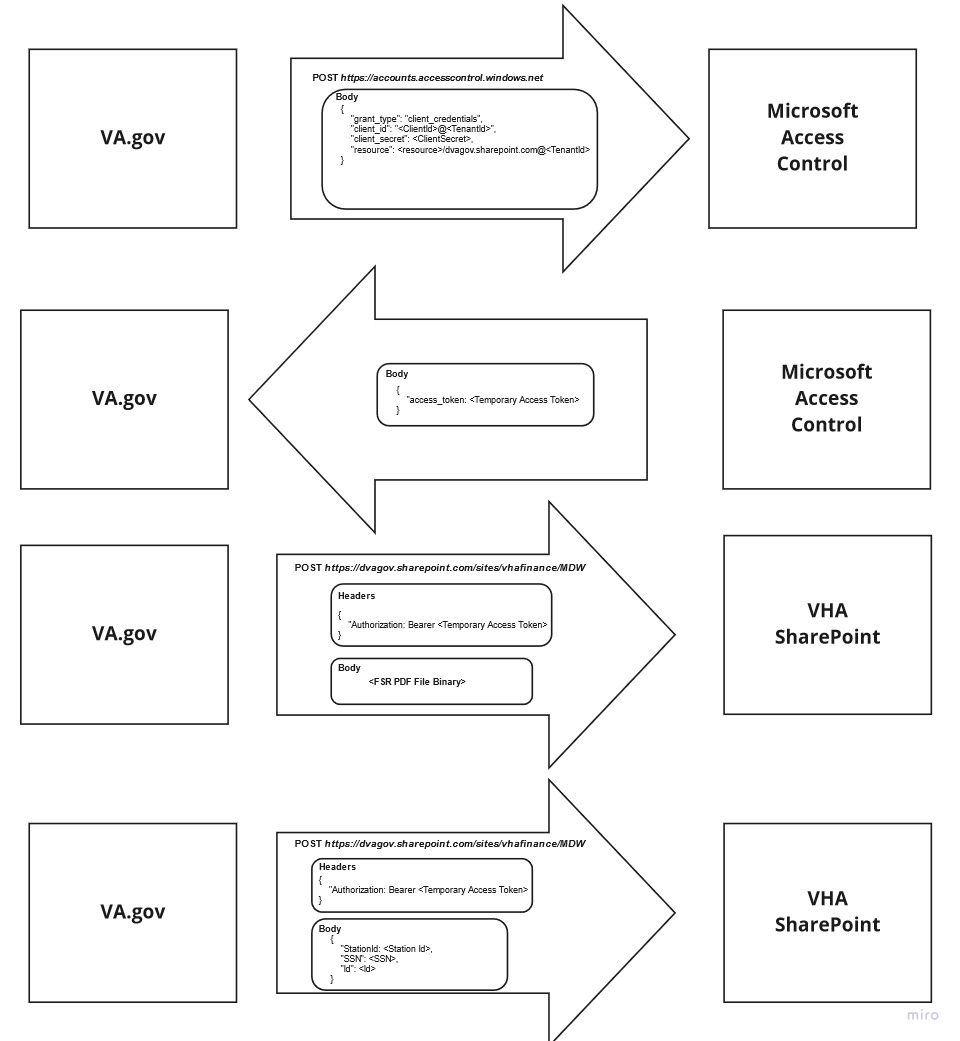 VA.gov
POST https://accounts.accesscontrol.windows.net
Body
{
"grant_type": "client_credentials",
"client_id": "<ClientId>@<TenantId>",
"client_secret": <ClientSecret>,
"resource": <resource>/dvagov.sharepoint.com@<TenantId>
}
Microsoft
Access
Control
VA.gov
Body
{
"access_token: <Temporary Access Token>
}
Microsoft
Access
Control
VA.gov
POST https://dvagov.sharepoint.com/sites/vhafinance/MDW
Headers
{
"Authorization: Bearer <Temporary Access Token>
}
Body
<FSR PDF File Binary>
VHA
SharePoint
VA.gov
POST https://dvagov.sharepoint.com/sites/vhafinance/MDW
Headers
{
"Authorization: Bearer <Temporary Access Token>
}
Body
{
"StationId: <Station Id>,
"SSN": <SSN>,
"Id": <Id>
}
VHA
SharePoint
miro